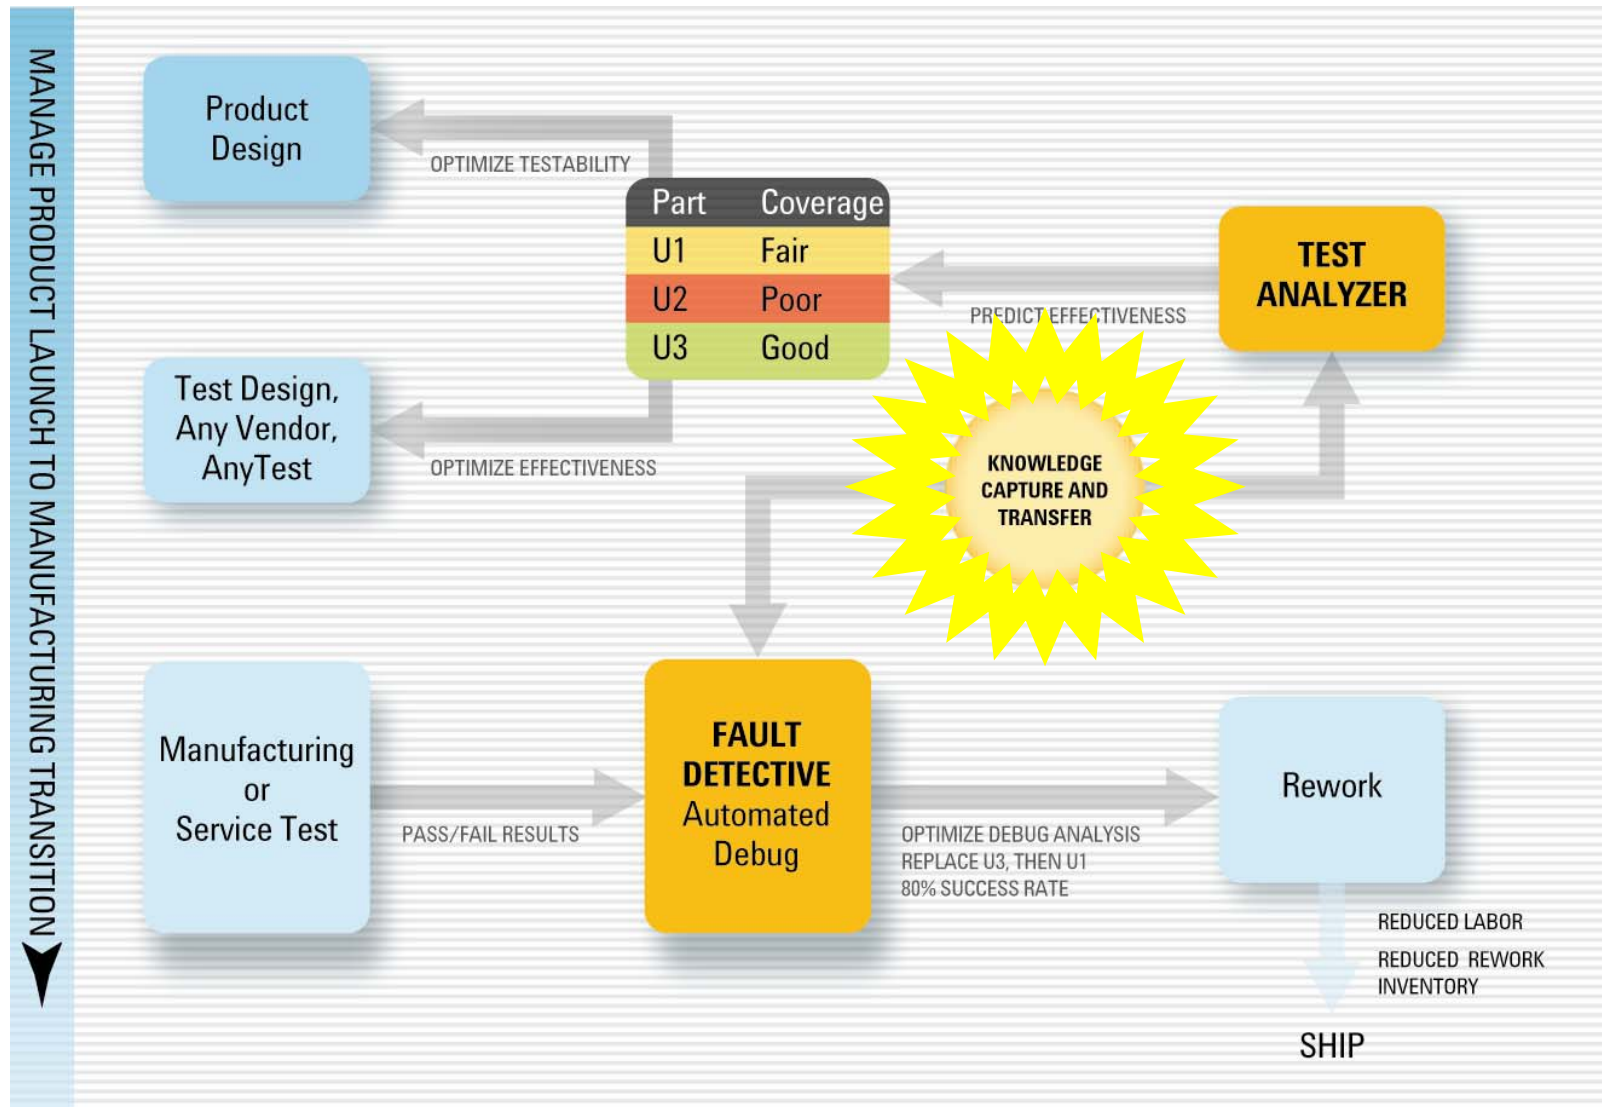 MANAGE PRODUCT LAUNCH TO MANUFACTURING TRANSITION
Product
Design
OPTIMIZE TESTABILITY
Part Coverage
U1 Fair
U2 Poor
U3 Good
TEST
ANALYZER
PREDICT EFFECTIVENESS
Test Design,
Any Vendor,
AnyTest
OPTIMIZE EFFECTIVENESS
KNOWLEDGE
CAPTURE AND
TRANSFER
Manufacturing
or
Service Test
PASS/FAIL RESULTS
FAULT
DETECTIVE
Automated
Debug
OPTIMIZE DEBUG ANALYSIS
REPLACE U3, THEN U1
80% SUCCESS RATE
Rework
REDUCED LABOR
REDUCED REWORK
INVENTORY
SHIP